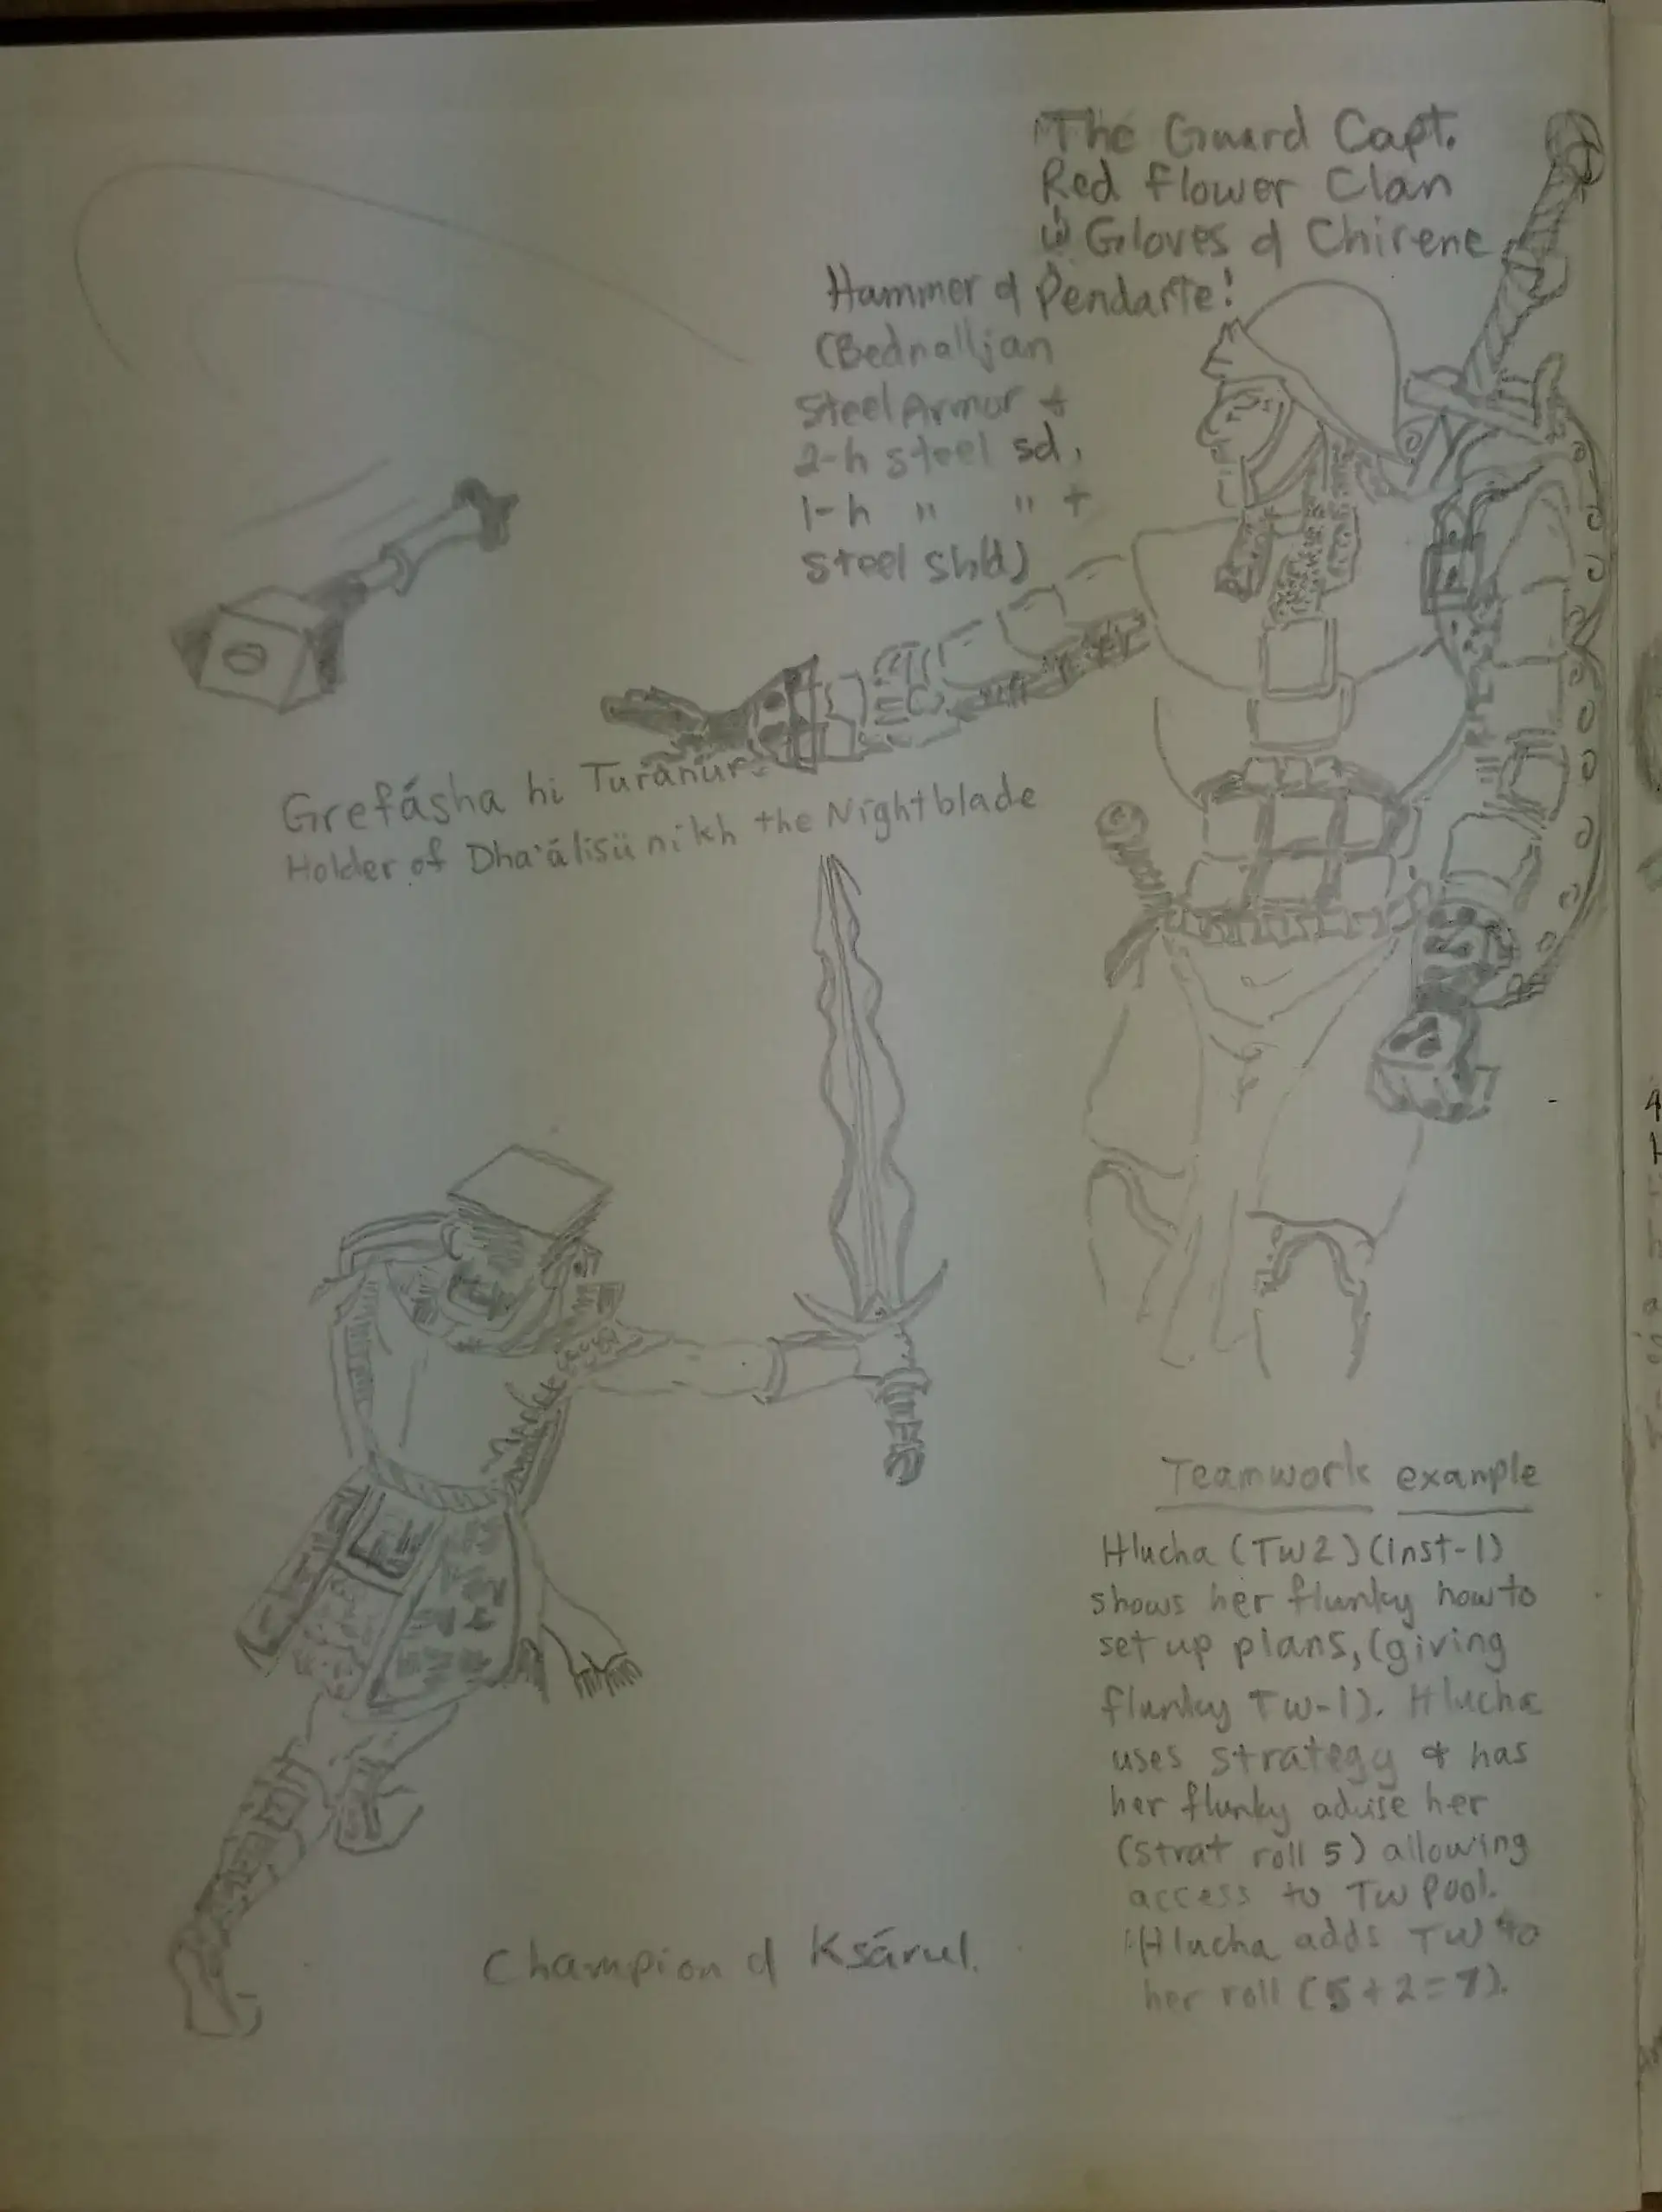 The Guard Capt.
Red Flower Clan
w̄ Gloves of Chirene
Hammer of Pendarte!
(Bednalljan
Steel Armor +
2-h steel sd,
1-h " " +
steel shld)
Grefásha hi Turánur
Holder of Dha'álisü nikh the Nightblade
Champion of Ksárul.
Teamwork example
Hlucha (TW2) (inst-1)
shows her flunky how to
set up plans, (giving
flunky TW-1). Hlucha
uses strategy & has
her flunky advise her
(strat roll 5) allowing
access to TW pool.
Hlucha adds TW to
her roll (5+2=7).